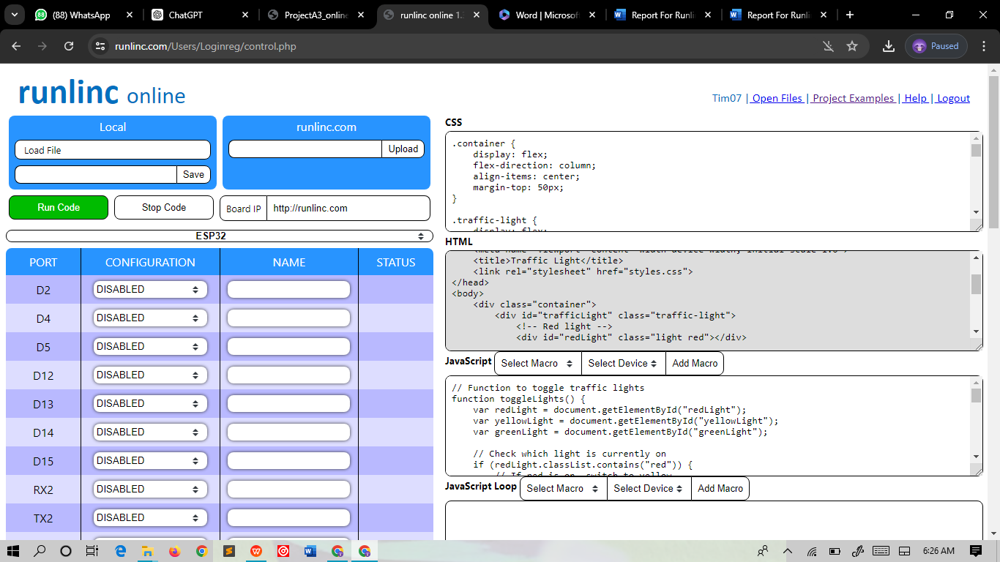 (88) WhatsApp
ChatGPT
ProjectA3_online
runlinc online 1.
Word | Microsof
Report For Runli
Report For Runli
runlinc.com/Users/Loginreg/control.php
Paused
runlinc online
Tim07 | Open Files | Project Examples | Help | Logout
Local
Load File
Save
runlinc.com
Upload
Run Code
Stop Code
Board IP
http://runlinc.com
ESP32
PORT CONFIGURATION NAME STATUS
D2 DISABLED
D4 DISABLED
D5 DISABLED
D12 DISABLED
D13 DISABLED
D14 DISABLED
D15 DISABLED
RX2 DISABLED
TX2 DISABLED
CSS
.container {
display: flex;
flex-direction: column;
align-items: center;
margin-top: 50px;
}
.traffic-light {
display: flex;
HTML
<meta name="viewport" content="width=device-width, initial-scale=1.0">
<title>Traffic Light</title>
<link rel="stylesheet" href="styles.css">
</head>
<body>
<div class="container">
<div id="trafficLight" class="traffic-light">
<!-- Red light -->
<div id="redLight" class="light red"></div>
JavaScript
Select Macro
Select Device
Add Macro
// Function to toggle traffic lights
function toggleLights() {
var redLight = document.getElementById("redLight");
var yellowLight = document.getElementById("yellowLight");
var greenLight = document.getElementById("greenLight");
// Check which light is currently on
if (redLight.classList.contains("red")) {
// If red is on, switch to yellow
JavaScript Loop
Select Macro
Select Device
Add Macro
6:26 AM